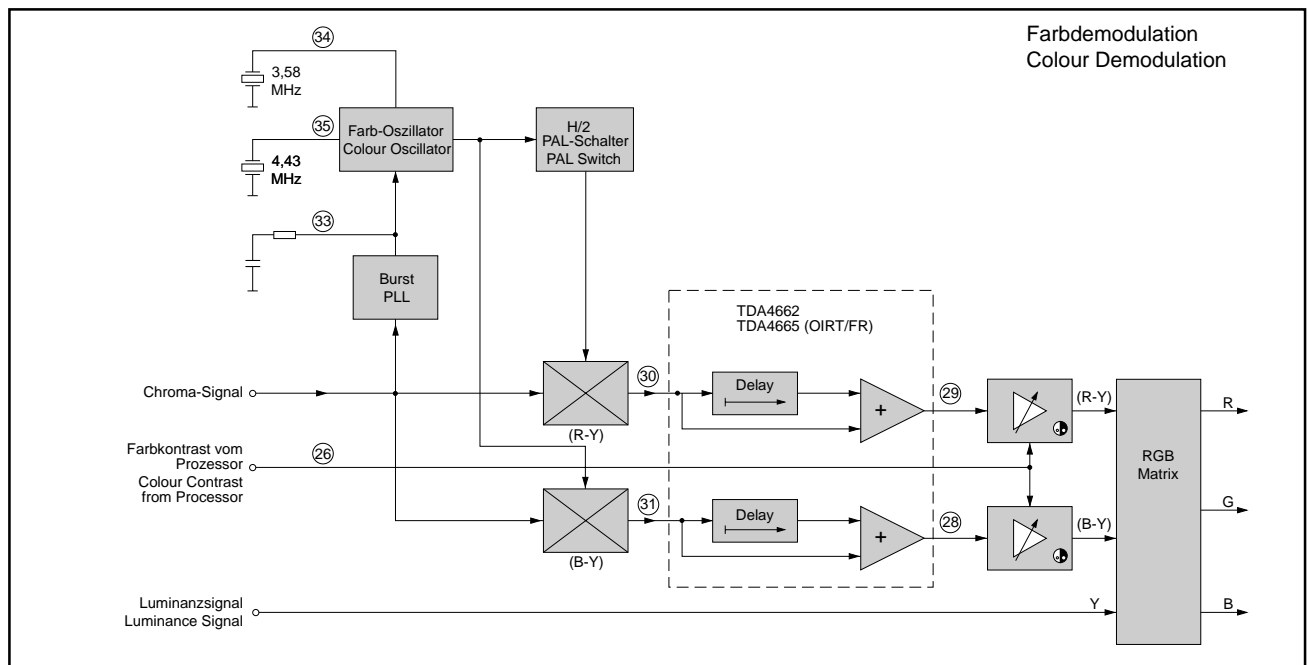 Farbdemodulation
Colour Demodulation
34
3,58
MHz
35
4,43
MHz
Farb-Oszillator
Colour Oscillator
H/2
PAL-Schalter
PAL Switch
33
Burst
PLL
TDA4662
TDA4665 (OIRT/FR)
Chroma-Signal
30
Delay
+
29
(R-Y)
R
(R-Y)
Farbkontrast vom
Prozessor
Colour Contrast
from Processor
26
RGB
Matrix
31
Delay
+
28
(B-Y)
G
(B-Y)
Luminanzsignal
Luminance Signal
Y
B